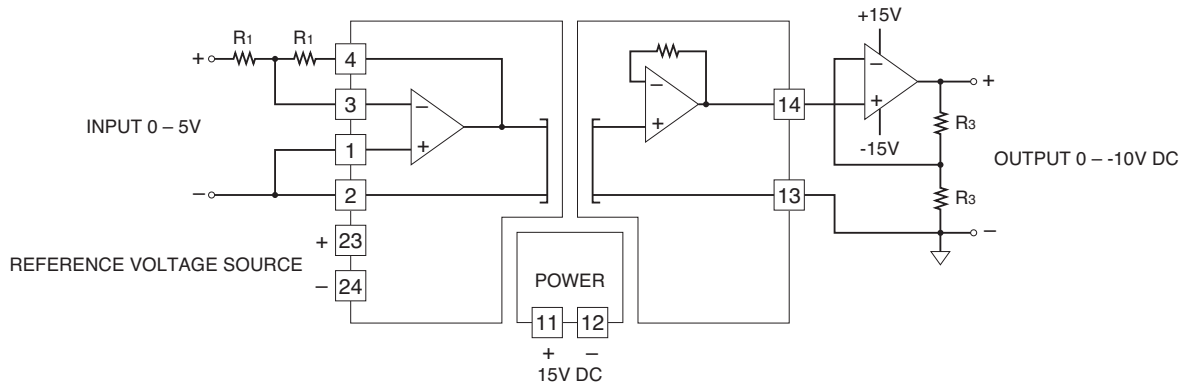 +15V
R1 R1
+ 4 − − +
3 − + 14 +
R3
INPUT 0 – 5V
1 + -15V
OUTPUT 0 – -10V DC
− 2 13
R3
−
+ 23
REFERENCE VOLTAGE SOURCE
− 24
POWER
11 12
+ −
15V DC